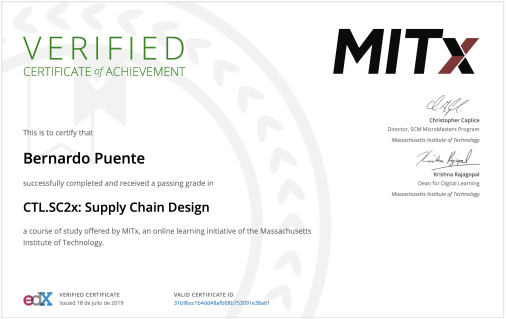 VERIFIED
CERTIFICATE of ACHIEVEMENT
MITx
This is to certify that
Bernardo Puente
successfully completed and received a passing grade in
CTL.SC2x: Supply Chain Design
a course of study offered by MITx, an online learning initiative of the Massachusetts
Institute of Technology.
Christopher Caplice
Director, SCM MicroMasters Program
Massachusetts Institute of Technology
Krishna Rajagopal
Dean for Digital Learning
Massachusetts Institute of Technology
edX
VERIFIED CERTIFICATE
Issued 18 de julio de 2019
VALID CERTIFICATE ID